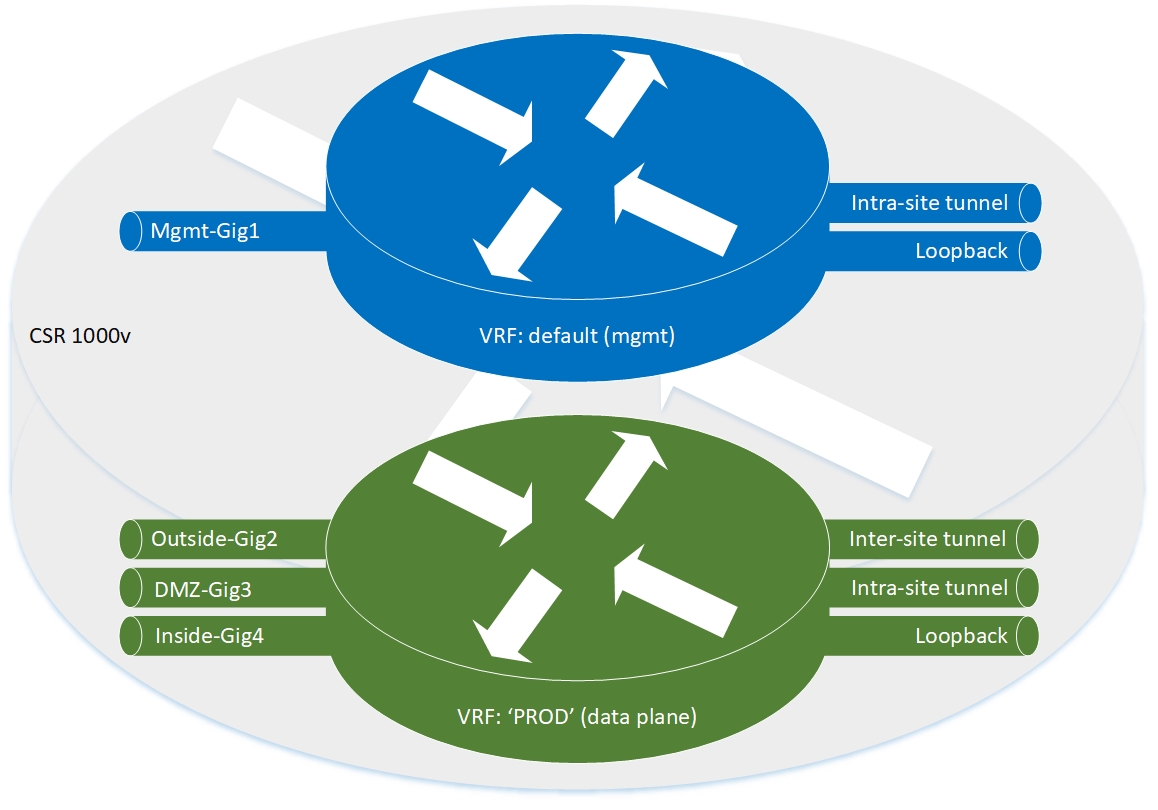 Intra-site tunnel
Mgmt-Gig1
Loopback
CSR 1000v
VRF: default (mgmt)
Outside-Gig2
Inter-site tunnel
DMZ-Gig3
Intra-site tunnel
Inside-Gig4
Loopback
VRF: ‘PROD’ (data plane)